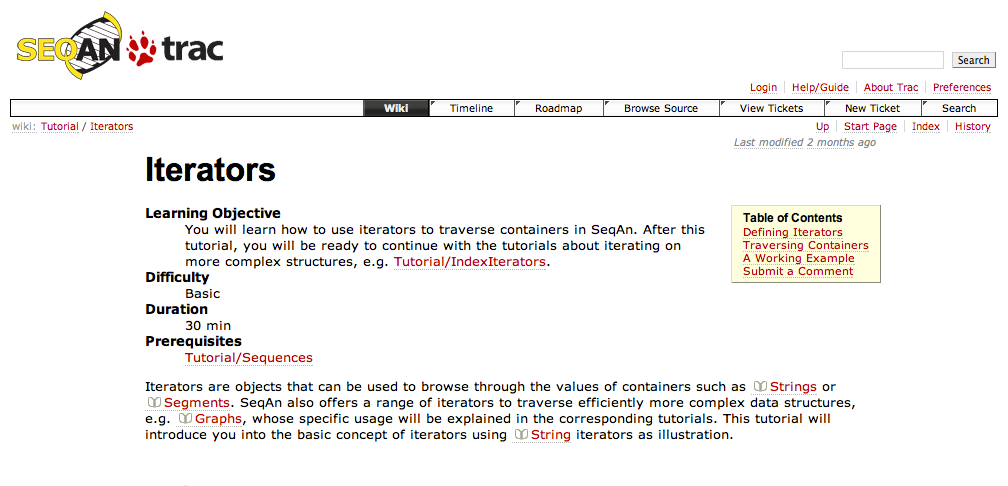 SEQAN trac
Search
Login Help/Guide About Trac Preferences
Wiki Timeline Roadmap Browse Source View Tickets New Ticket Search
wiki: Tutorial / Iterators
Up Start Page Index History
Last modified 2 months ago
Iterators
Learning Objective
You will learn how to use iterators to traverse containers in SeqAn. After this
tutorial, you will be ready to continue with the tutorials about iterating on
more complex structures, e.g. Tutorial/IndexIterators.
Difficulty
Basic
Duration
30 min
Prerequisites
Tutorial/Sequences
Table of Contents
Defining Iterators
Traversing Containers
A Working Example
Submit a Comment
Iterators are objects that can be used to browse through the values of containers such as Strings or
Segments. SeqAn also offers a range of iterators to traverse efficiently more complex data structures,
e.g. Graphs, whose specific usage will be explained in the corresponding tutorials. This tutorial will
introduce you into the basic concept of iterators using String iterators as illustration.